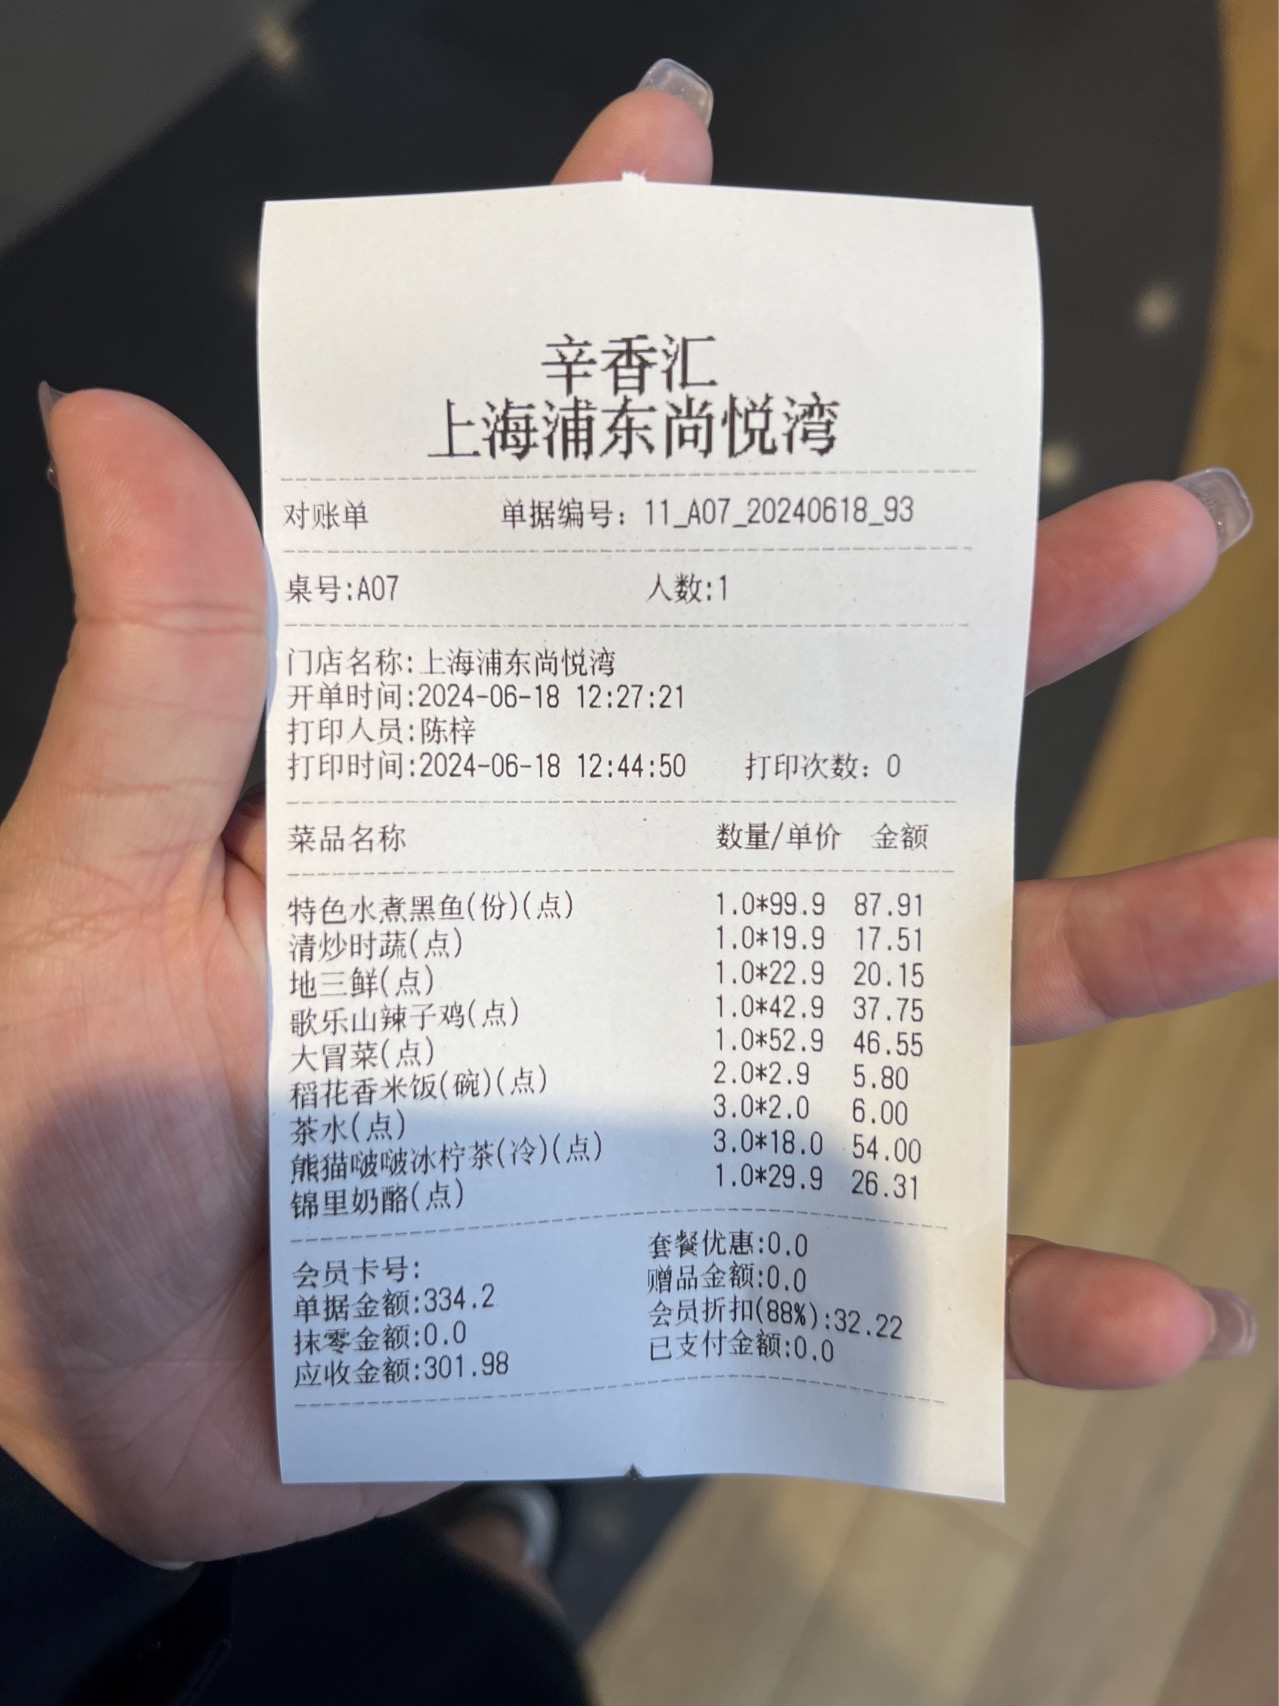 辛香汇
上海浦东尚悦湾
对账单 单据编号：11_A07_20240618_93
桌号:A07 人数:1
门店名称:上海浦东尚悦湾
开单时间:2024-06-18 12:27:21
打印人员:陈梓
打印时间:2024-06-18 12:44:50 打印次数：0
菜品名称 数量/单价 金额
特色水煮黑鱼(份)(点) 1.0*99.9 87.91
清炒时蔬(点) 1.0*19.9 17.51
地三鲜(点) 1.0*22.9 20.15
歌乐山辣子鸡(点) 1.0*42.9 37.75
大冒菜(点) 1.0*52.9 46.55
稻花香米饭(碗)(点) 2.0*2.9 5.80
茶水(点) 3.0*2.0 6.00
熊猫啵啵冰柠茶(冷)(点) 3.0*18.0 54.00
锦里奶酪(点) 1.0*29.9 26.31
会员卡号: 套餐优惠:0.0
单据金额:334.2 赠品金额:0.0
抹零金额:0.0 会员折扣(88%):32.22
应收金额:301.98 已支付金额:0.0